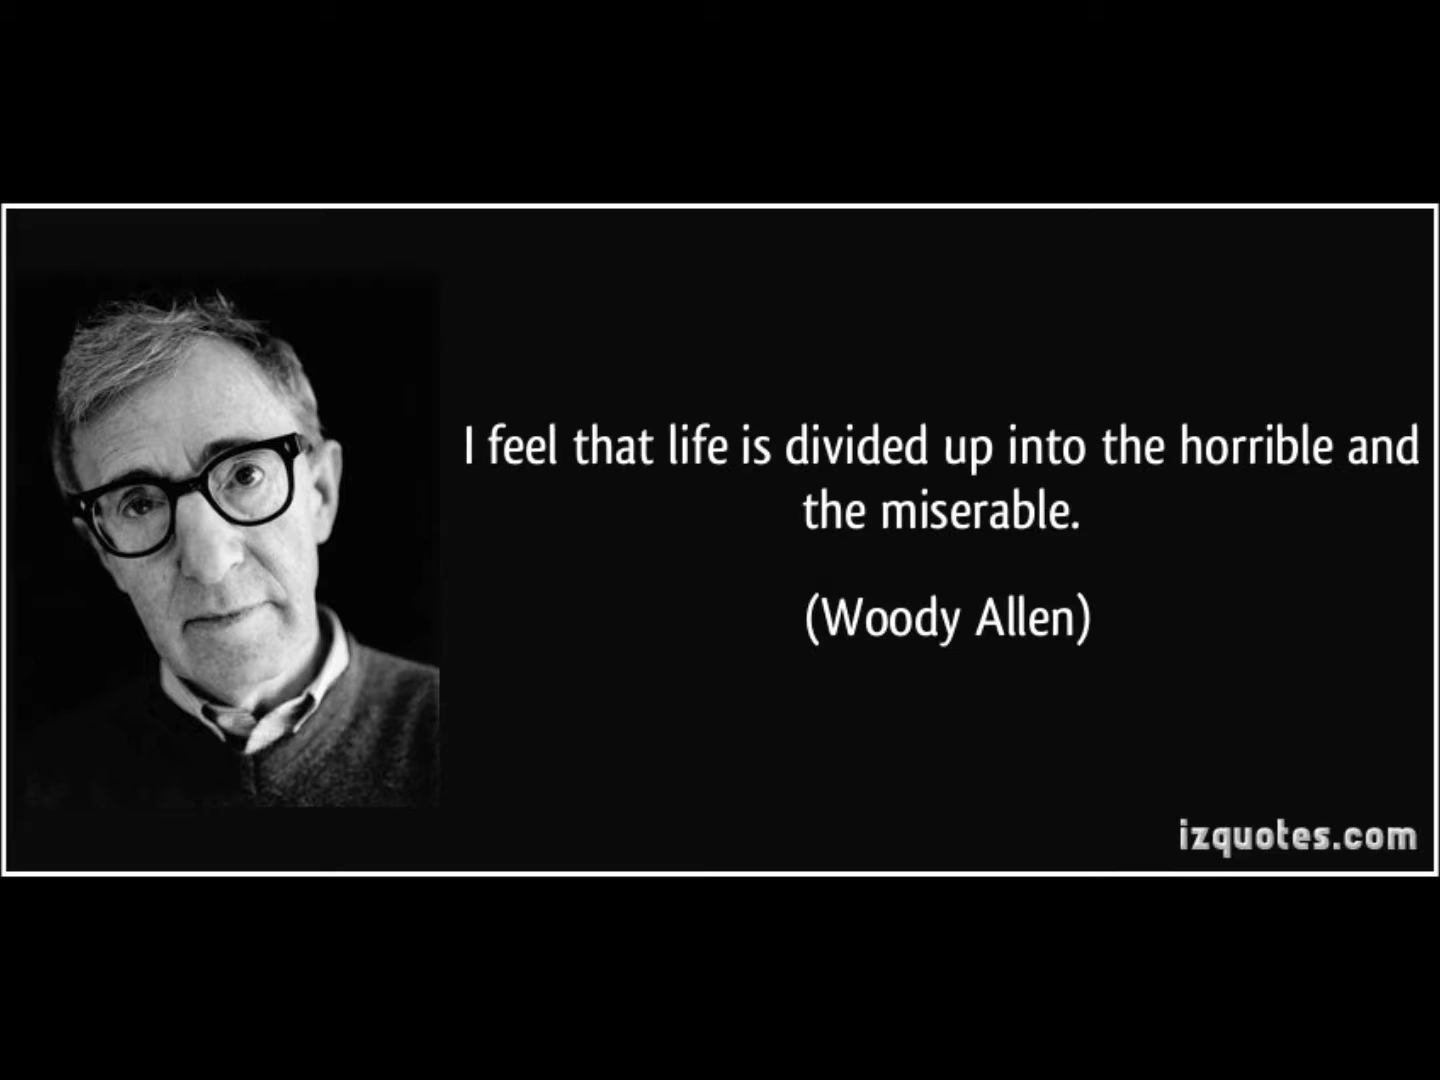 I feel that life is divided up into the horrible and
the miserable.
(Woody Allen)
izquotes.com